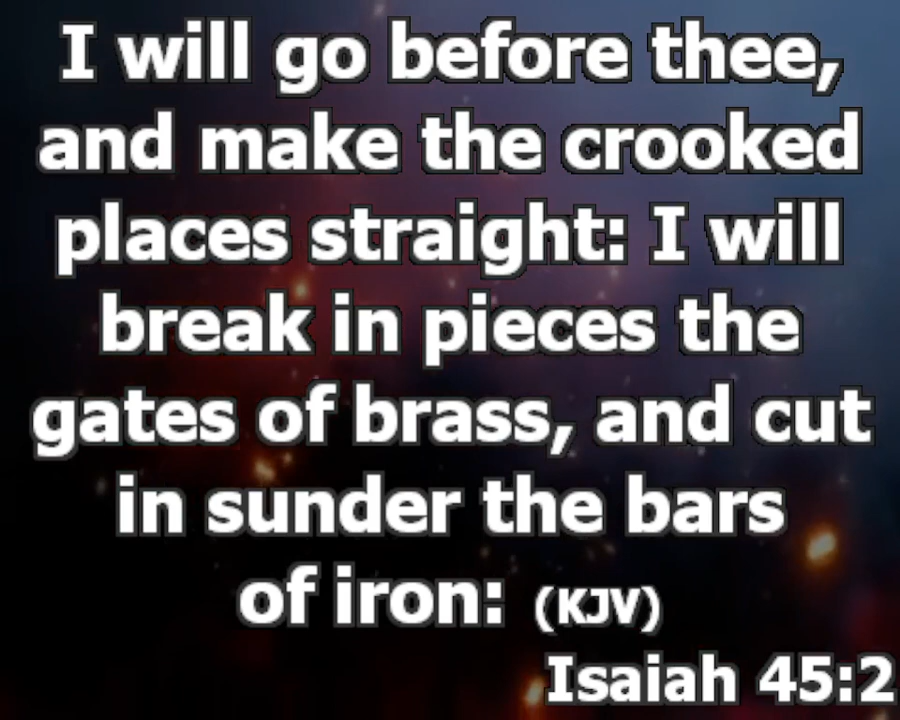 I will go before thee,
and make the crooked
places straight: I will
break in pieces the
gates of brass, and cut
in sunder the bars
of iron: (KJV)
Isaiah 45:2